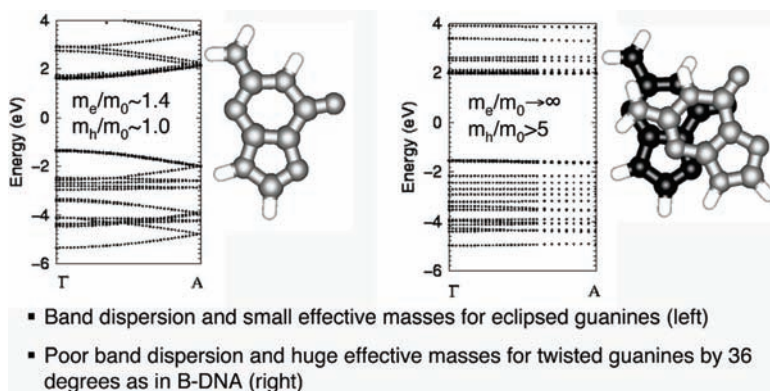 4
2
0
−2
−4
−6
Energy (eV)
m_e/m_0~1.4
m_h/m_0~1.0
Γ
A
4
2
0
−2
−4
−6
Energy (eV)
m_e/m_0→∞
m_h/m_0>5
Γ
A
▪ Band dispersion and small effective masses for eclipsed guanines (left)
▪ Poor band dispersion and huge effective masses for twisted guanines by 36
degrees as in B-DNA (right)